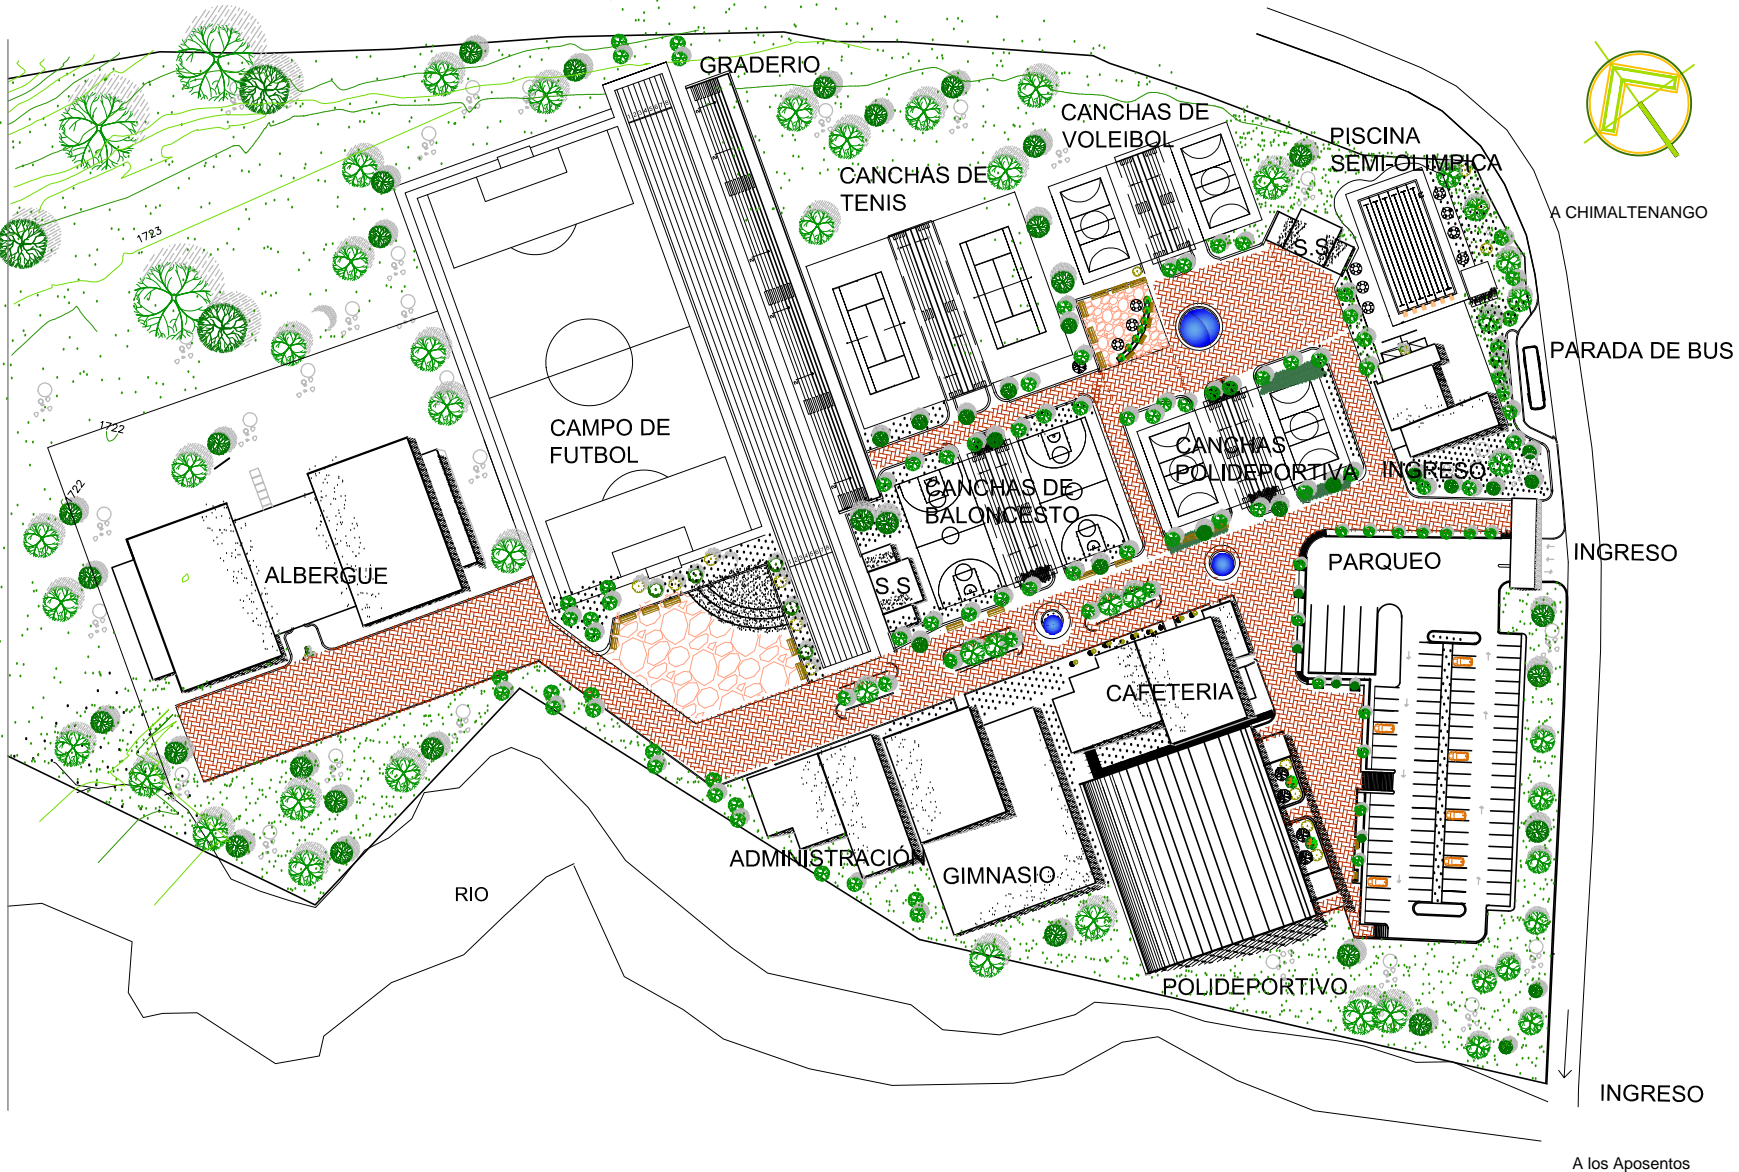 GRADERIO
CANCHAS DE
VOLEIBOL
PISCINA
SEMI-OLIMPICA
CANCHAS DE
TENIS
A CHIMALTENANGO
1723
S.S
PARADA DE BUS
1722
CAMPO DE
FUTBOL
CANCHAS
POLIDEPORTIVA
INGRESO
1722
CANCHAS DE
BALONCESTO
INGRESO
PARQUEO
ALBERGUE
S.S
CAFETERIA
ADMINISTRACIÓN
GIMNASIO
RIO
POLIDEPORTIVO
INGRESO
A los Aposentos